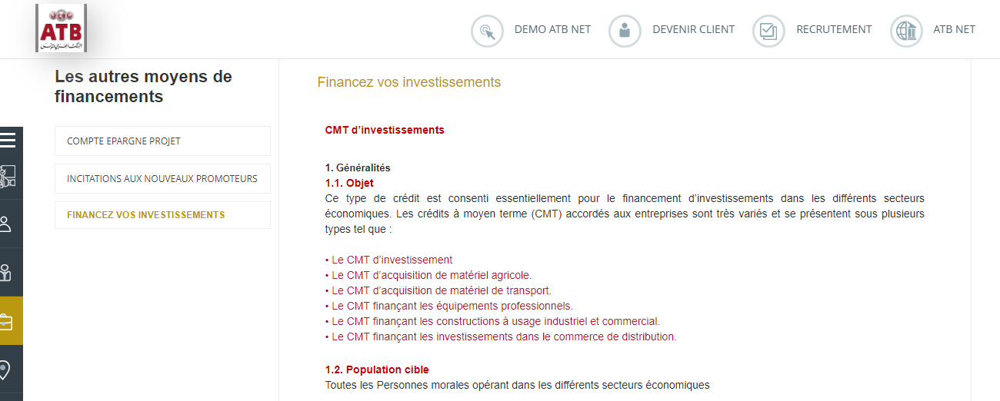 ATB
البنك العربي لتونس
DEMO ATB NET
DEVENIR CLIENT
RECRUTEMENT
ATB NET
Les autres moyens de
financements
COMPTE EPARGNE PROJET
INCITATIONS AUX NOUVEAUX PROMOTEURS
FINANCEZ VOS INVESTISSEMENTS
Financez vos investissements
CMT d’investissements
1. Généralités
1.1. Objet
Ce type de crédit est consenti essentiellement pour le financement d’investissements dans les différents secteurs
économiques. Les crédits à moyen terme (CMT) accordés aux entreprises sont très variés et se présentent sous plusieurs
types tel que :
• Le CMT d’investissement
• Le CMT d’acquisition de matériel agricole.
• Le CMT d’acquisition de matériel de transport.
• Le CMT finançant les équipements professionnels.
• Le CMT finançant les constructions à usage industriel et commercial.
• Le CMT finançant les investissements dans le commerce de distribution.
1.2. Population cible
Toutes les Personnes morales opérant dans les différents secteurs économiques